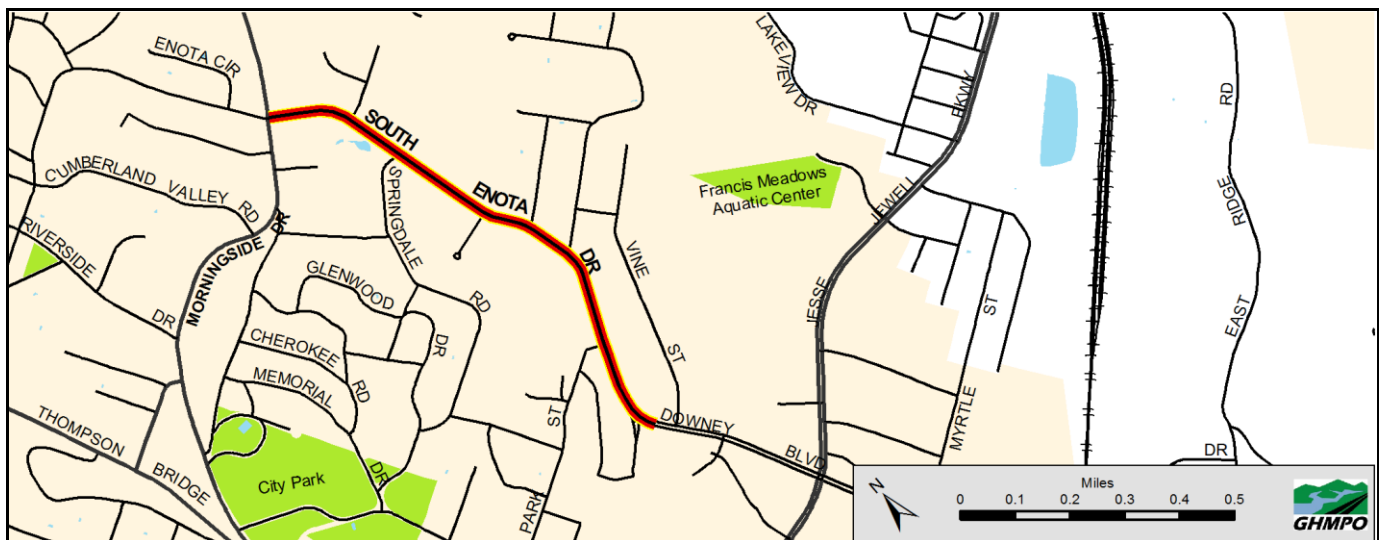 ENOTA CIR
LAKEVIEW DR
PKWY
RD
SOUTH
CUMBERLAND VALLEY RD
SPRINGDALE
Francis Meadows
Aquatic Center
JEWELL
RIDGE
ENOTA
RIVERSIDE
DR
MORNINGSIDE DR
GLENWOOD
RD
DR
VINE
JESSE
ST
EAST
DR
CHEROKEE
RD
DR
ST
MEMORIAL
THOMPSON
BRIDGE
ST
DOWNEY
BLVD
MYRTLE
DR
City Park
DR
PARK
N
Miles
0 0.1 0.2 0.3 0.4 0.5
GHMPO